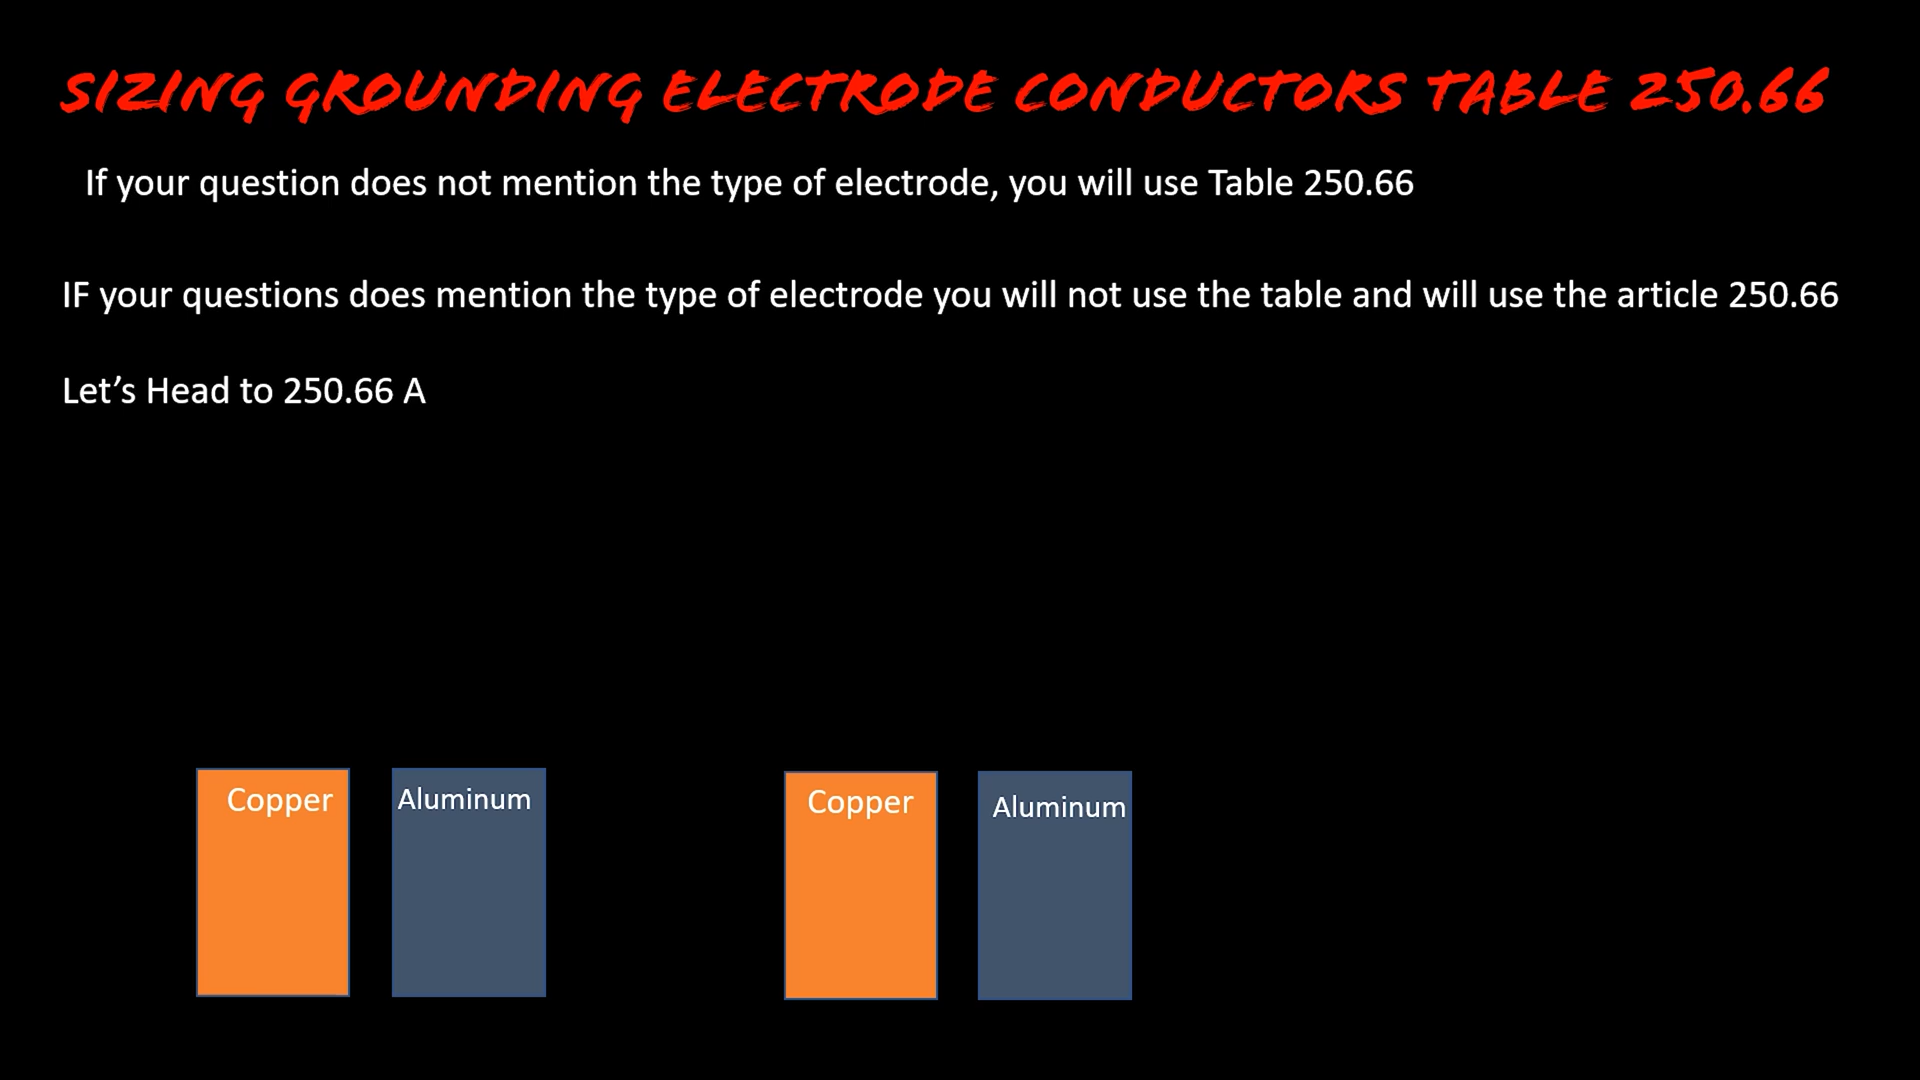 SIZING GROUNDING ELECTRODE CONDUCTORS TABLE 250.66
If your question does not mention the type of electrode, you will use Table 250.66
IF your questions does mention the type of electrode you will not use the table and will use the article 250.66
Let’s Head to 250.66 A
Copper
Aluminum
Copper
Aluminum